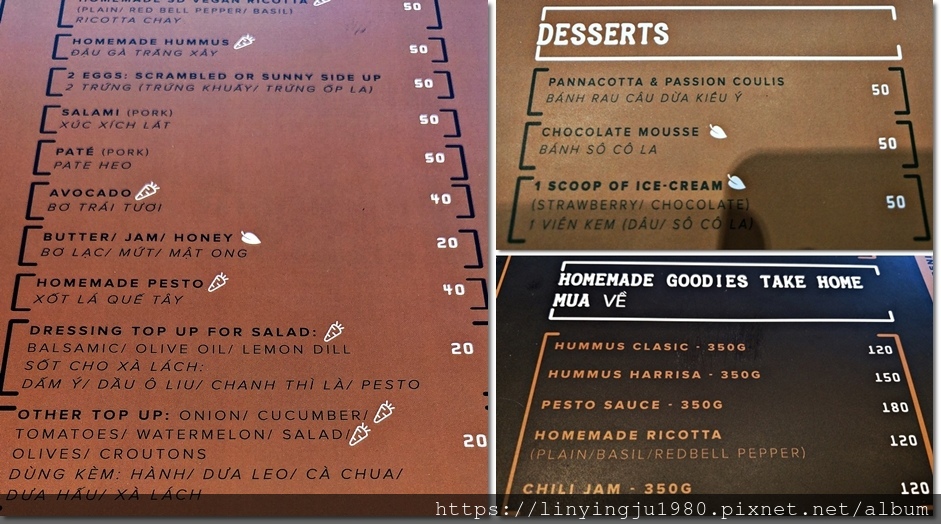 HOMEMADE 3D VEGAN RICOTTA
(PLAIN/ RED BELL PEPPER/ BASIL) 50
RICOTTA CHAY
HOMEMADE HUMMUS 50
ĐẬU GÀ TRẮNG XAY
2 EGGS: SCRAMBLED OR SUNNY SIDE UP 50
2 TRỨNG (TRỨNG KHUẤY/ TRỨNG ỐP LA)
SALAMI (PORK) 50
XÚC XÍCH LÁT
PATÉ (PORK) 50
PATE HEO
AVOCADO 40
BƠ TRÁI TƯƠI
BUTTER/ JAM/ HONEY 20
BƠ LẠC/ MỨT/ MẬT ONG
HOMEMADE PESTO 40
XỐT LÁ QUẾ TÂY
DRESSING TOP UP FOR SALAD:
BALSAMIC/ OLIVE OIL/ LEMON DILL 20
SỐT CHO XÀ LÁCH:
DẤM Ý/ DẦU Ô LIU/ CHANH THÌ LÀ/ PESTO
OTHER TOP UP: ONION/ CUCUMBER/
TOMATOES/ WATERMELON/ SALAD/ 20
OLIVES/ CROUTONS
DÙNG KÈM: HÀNH/ DƯA LEO/ CÀ CHUA/
DƯA HẤU/ XÀ LÁCH
DESSERTS
PANNACOTTA & PASSION COULIS 50
BÁNH RAU CÂU DỪA KIỂU Ý
CHOCOLATE MOUSSE 50
BÁNH SÔ CÔ LA
1 SCOOP OF ICE-CREAM
(STRAWBERRY/ CHOCOLATE) 50
1 VIÊN KEM (DÂU/ SÔ CÔ LA)
HOMEMADE GOODIES TAKE HOME
MUA VỀ
HUMMUS CLASIC - 350G 120
HUMMUS HARRISA - 350G 150
PESTO SAUCE - 350G 180
HOMEMADE RICOTTA 120
(PLAIN/BASIL/REDBELL PEPPER)
CHILI JAM - 350G 120
https://linyingju1980.pixnet.net/album